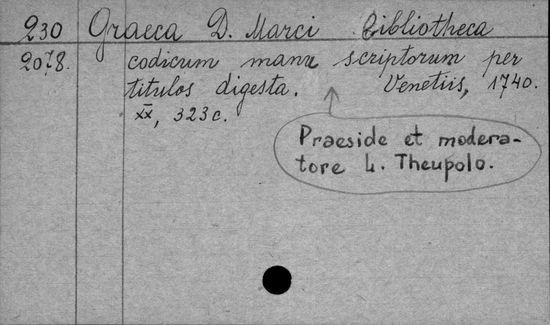 230 Graeca D. Marci Bibliotheca
2078. codicum manu scriptorum per
titulos digesta. Venetiis, 1740.
XX, 323 c.
Praeside et modera-
tore L. Theupolo.